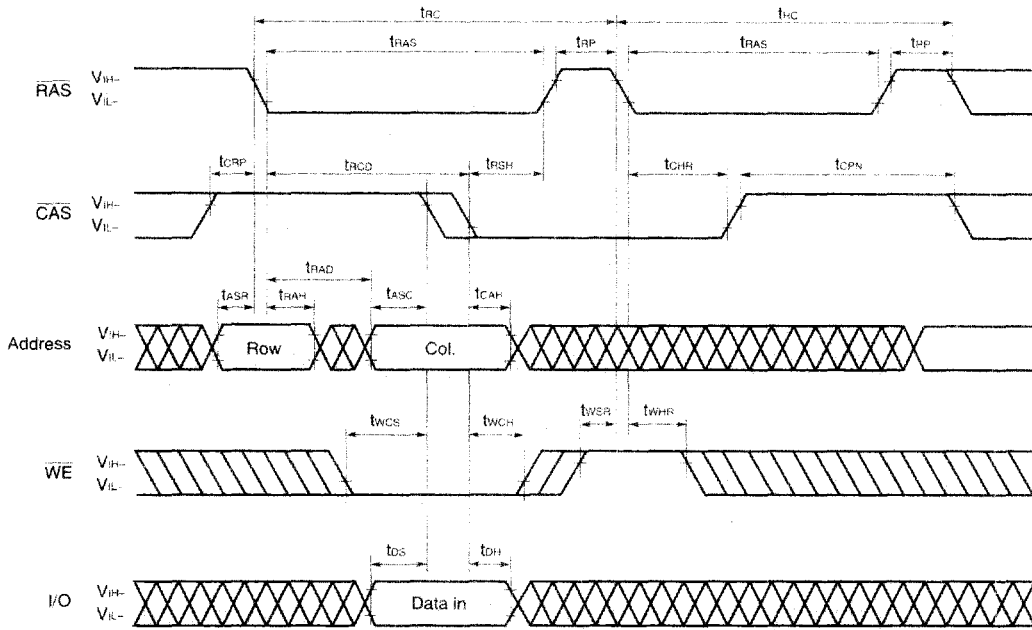 tRC tRC
tRAS tRP tRAS tRP
RAS VIH– VIL–
tCRP tRCD tRSH tCHR tCPN
CAS VIH– VIL–
tRAD
tASR tRAH tASC tCAH
Address VIH– VIL– Row Col.
tWCS tWCH tWSR tWHR
WE VIH– VIL–
tDS tDH
I/O VIH– VIL– Data in